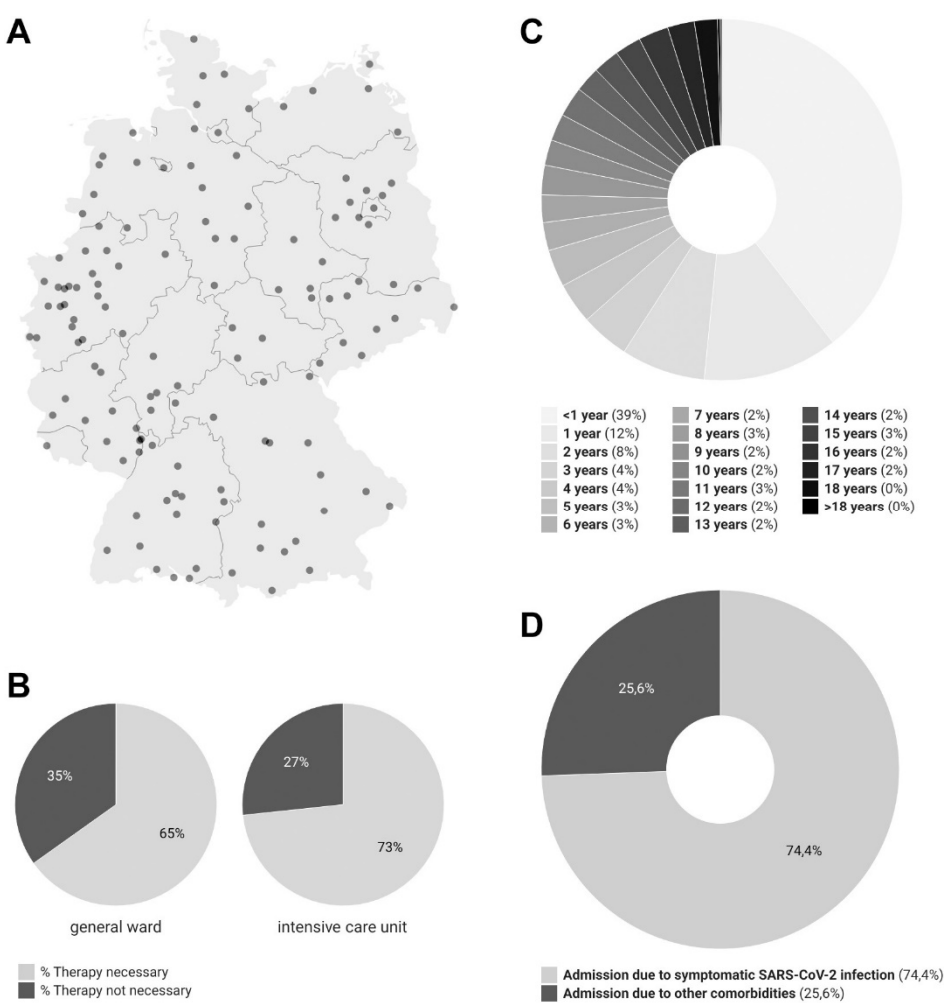 A
B
35%
65%
general ward
27%
73%
intensive care unit
% Therapy necessary
% Therapy not necessary
C
<1 year (39%)
1 year (12%)
2 years (8%)
3 years (4%)
4 years (4%)
5 years (3%)
6 years (3%)
7 years (2%)
8 years (3%)
9 years (2%)
10 years (2%)
11 years (3%)
12 years (2%)
13 years (2%)
14 years (2%)
15 years (3%)
16 years (2%)
17 years (2%)
18 years (0%)
>18 years (0%)
D
25,6%
74,4%
Admission due to symptomatic SARS-CoV-2 infection (74,4%)
Admission due to other comorbidities (25,6%)